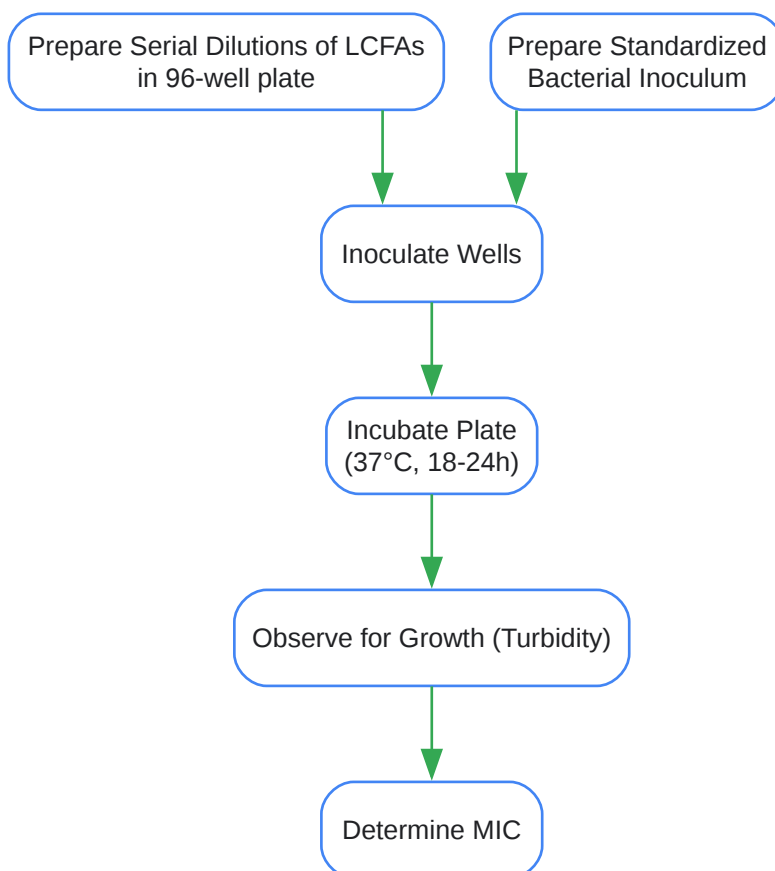 Prepare Serial Dilutions of LCFAs
in 96-well plate
Prepare Standardized
Bacterial Inoculum
Inoculate Wells
Incubate Plate
(37°C, 18-24h)
Observe for Growth (Turbidity)
Determine MIC